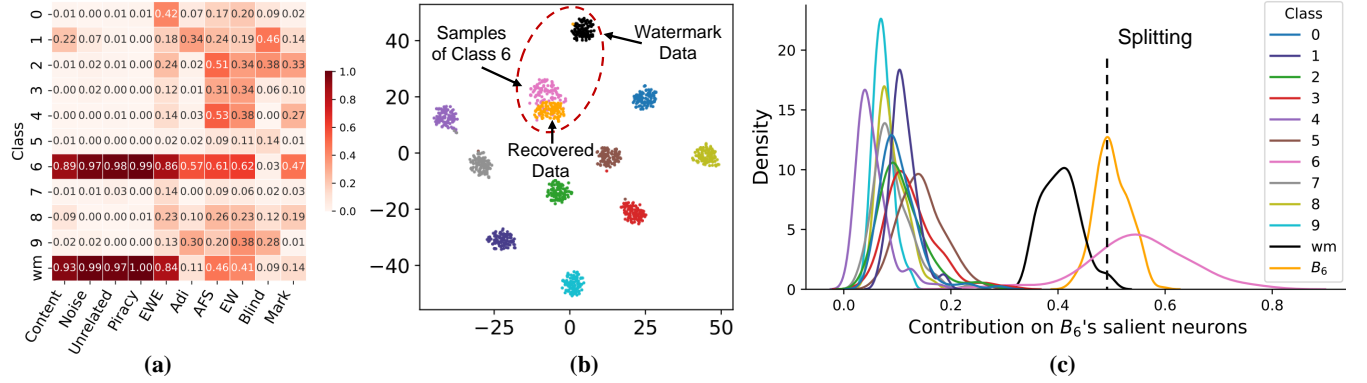 0
0.01 0.01 0.01 0.01 0.42 0.07 0.17 0.20 0.09 0.02
1
0.22 0.07 0.01 0.00 0.18 0.34 0.24 0.19 0.46 0.14
2
0.01 0.02 0.01 0.00 0.24 0.02 0.51 0.34 0.38 0.33
3
0.00 0.02 0.00 0.00 0.12 0.01 0.31 0.34 0.06 0.10
4
0.00 0.00 0.00 0.01 0.14 0.03 0.53 0.38 0.00 0.27
5
0.00 0.00 0.00 0.00 0.02 0.02 0.09 0.11 0.14 0.01
6
0.89 0.97 0.98 0.99 0.86 0.57 0.61 0.62 0.03 0.47
7
0.01 0.00 0.00 0.00 0.14 0.00 0.09 0.06 0.02 0.03
8
0.09 0.00 0.00 0.01 0.23 0.10 0.26 0.23 0.12 0.19
9
0.02 0.02 0.00 0.00 0.13 0.30 0.20 0.38 0.28 0.01
wm
0.93 0.99 0.97 1.00 0.84 0.11 0.46 0.41 0.09 0.14
Class
Content
Noise
Unrelated
Piracy
EWE
Adi
AFS
EW
Blind
Mark
1.0
0.8
0.6
0.4
0.2
0.0
(a)
40
20
0
−20
−40
−25
0
25
50
Samples
of Class 6
Watermark
Data
Recovered
Data
(b)
Density
20
15
10
5
0
0.0
0.2
0.4
0.6
0.8
Contribution on B6's salient neurons
Splitting
Class
0
1
2
3
4
5
6
7
8
9
wm
B6
(c)